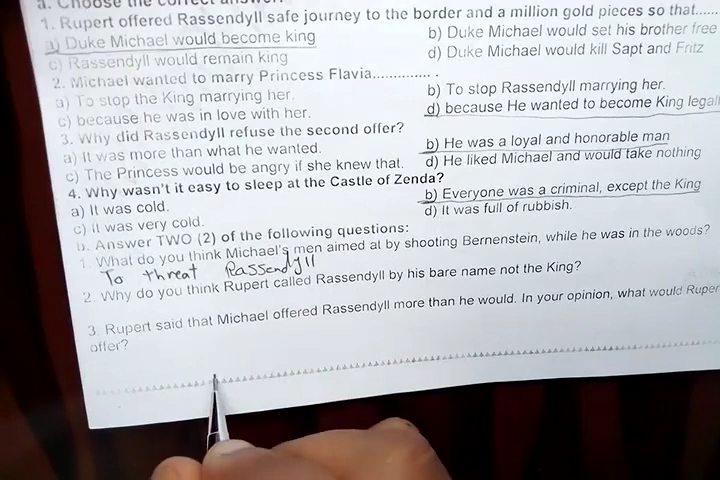 a. Choose the correct answer:
1. Rupert offered Rassendyll safe journey to the border and a million gold pieces so that......
a) Duke Michael would become king
b) Duke Michael would set his brother free
c) Rassendyll would remain king
d) Duke Michael would kill Sapt and Fritz
2. Michael wanted to marry Princess Flavia.............. .
a) To stop the King marrying her.
b) To stop Rassendyll marrying her.
c) because he was in love with her.
d) because He wanted to become King legall
3. Why did Rassendyll refuse the second offer?
a) It was more than what he wanted.
b) He was a loyal and honorable man
c) The Princess would be angry if she knew that.
d) He liked Michael and would take nothing
4. Why wasn't it easy to sleep at the Castle of Zenda?
a) It was cold.
b) Everyone was a criminal, except the King
c) it was very cold.
d) It was full of rubbish.
b. Answer TWO (2) of the following questions:
1. What do you think Michael's men aimed at by shooting Bernenstein, while he was in the woods?
To threat Rassendyll
2. Why do you think Rupert called Rassendyll by his bare name not the King?
3. Rupert said that Michael offered Rassendyll more than he would. In your opinion, what would Ruper
offer?